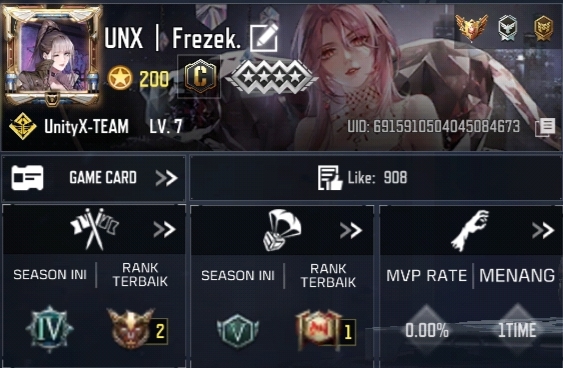 UNX | Frezek.
200
C
UnityX-TEAM LV. 7
UID: 6915910504045084673
GAME CARD
Like: 908
SEASON INI | RANK TERBAIK
SEASON INI | RANK TERBAIK
MVP RATE | MENANG
IV 2
V 1
0.00% 1TIME